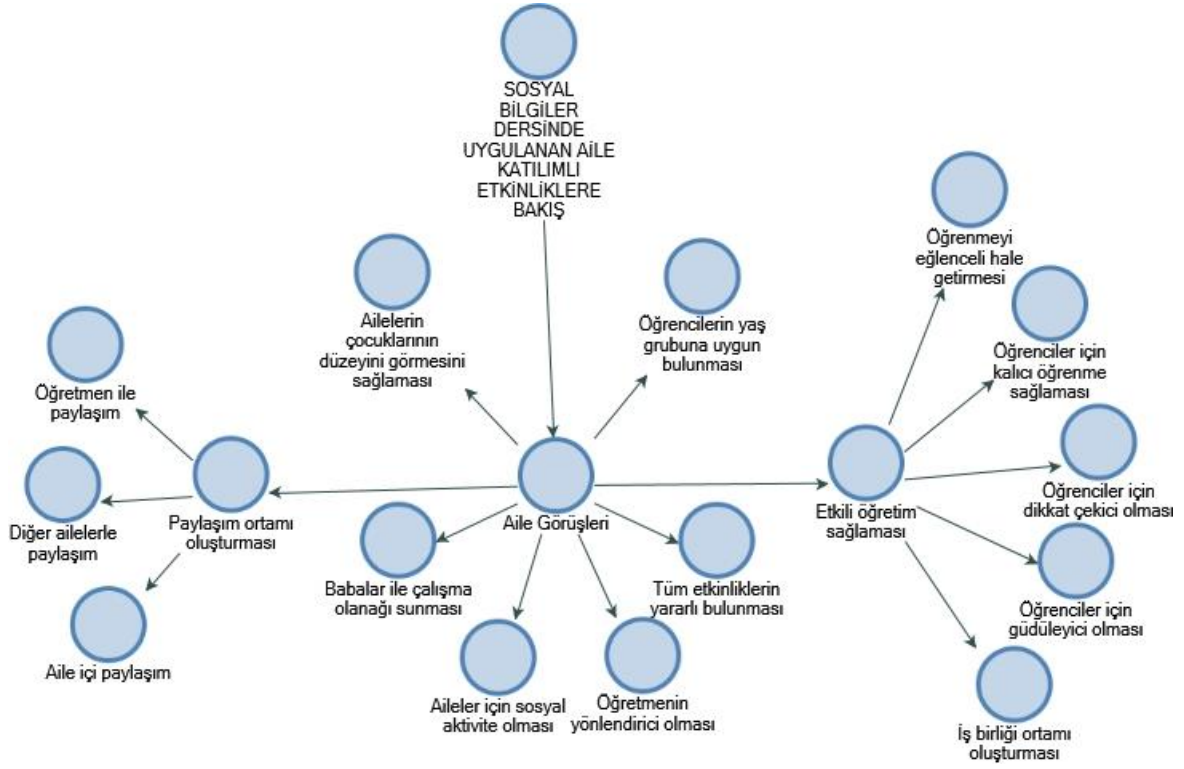 SOSYAL
BİLGİLER
DERSİNDE
UYGULANAN AİLE
KATILIMLI
ETKİNLİKLERE
BAKIŞ
Öğrenmeyi
eğlenceli hale
getirmesi
Ailelerin
çocuklarının
düzeyini görmesini
sağlaması
Öğrencilerin yaş
grubuna uygun
bulunması
Öğrenciler için
kalıcı öğrenme
sağlaması
Öğretmen ile
paylaşım
Öğrenciler için
dikkat çekici olması
Diğer ailelerle
paylaşım
Paylaşım ortamı
oluşturması
Aile Görüşleri
Etkili öğretim
sağlaması
Babalar ile çalışma
olanağı sunması
Tüm etkinliklerin
yararlı bulunması
Öğrenciler için
güdüleyici olması
Aile içi paylaşım
Aileler için sosyal
aktivite olması
Öğretmenin
yönlendirici olması
İş birliği ortamı
oluşturması